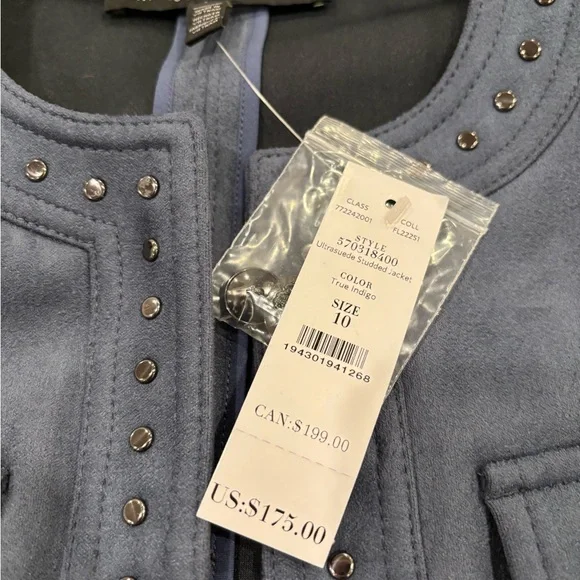 CLASS
772242001
COLL
FL22251
STYLE
570318400
Ultrasuede Studded Jacket
COLOR
True Indigo
SIZE
10
194301941268
CAN:$199.00
US:$175.00